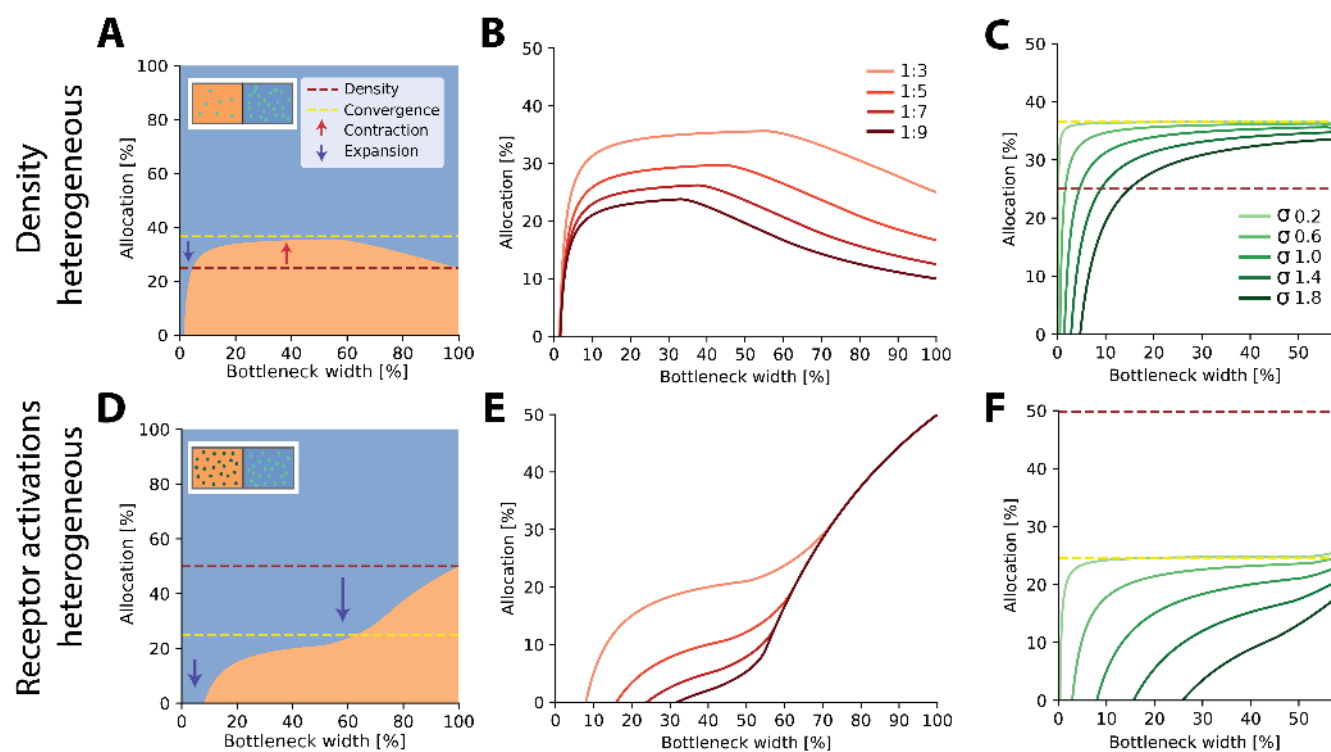 Density
heterogeneous
A
Allocation [%]
100
80
60
40
20
0
Density
Convergence
Contraction
Expansion
0 20 40 60 80 100
Bottleneck width [%]
B
Allocation [%]
50
40
30
20
10
0
1:3
1:5
1:7
1:9
0 10 20 30 40 50 60 70 80 90 100
Bottleneck width [%]
C
Allocation [%]
50
40
30
20
10
0
σ 0.2
σ 0.6
σ 1.0
σ 1.4
σ 1.8
0 10 20 30 40 50
Bottleneck width [%]
Receptor activations
heterogeneous
D
Allocation [%]
100
80
60
40
20
0
0 20 40 60 80 100
Bottleneck width [%]
E
Allocation [%]
50
40
30
20
10
0
0 10 20 30 40 50 60 70 80 90 100
Bottleneck width [%]
F
Allocation [%]
50
40
30
20
10
0
0 10 20 30 40 50
Bottleneck width [%]